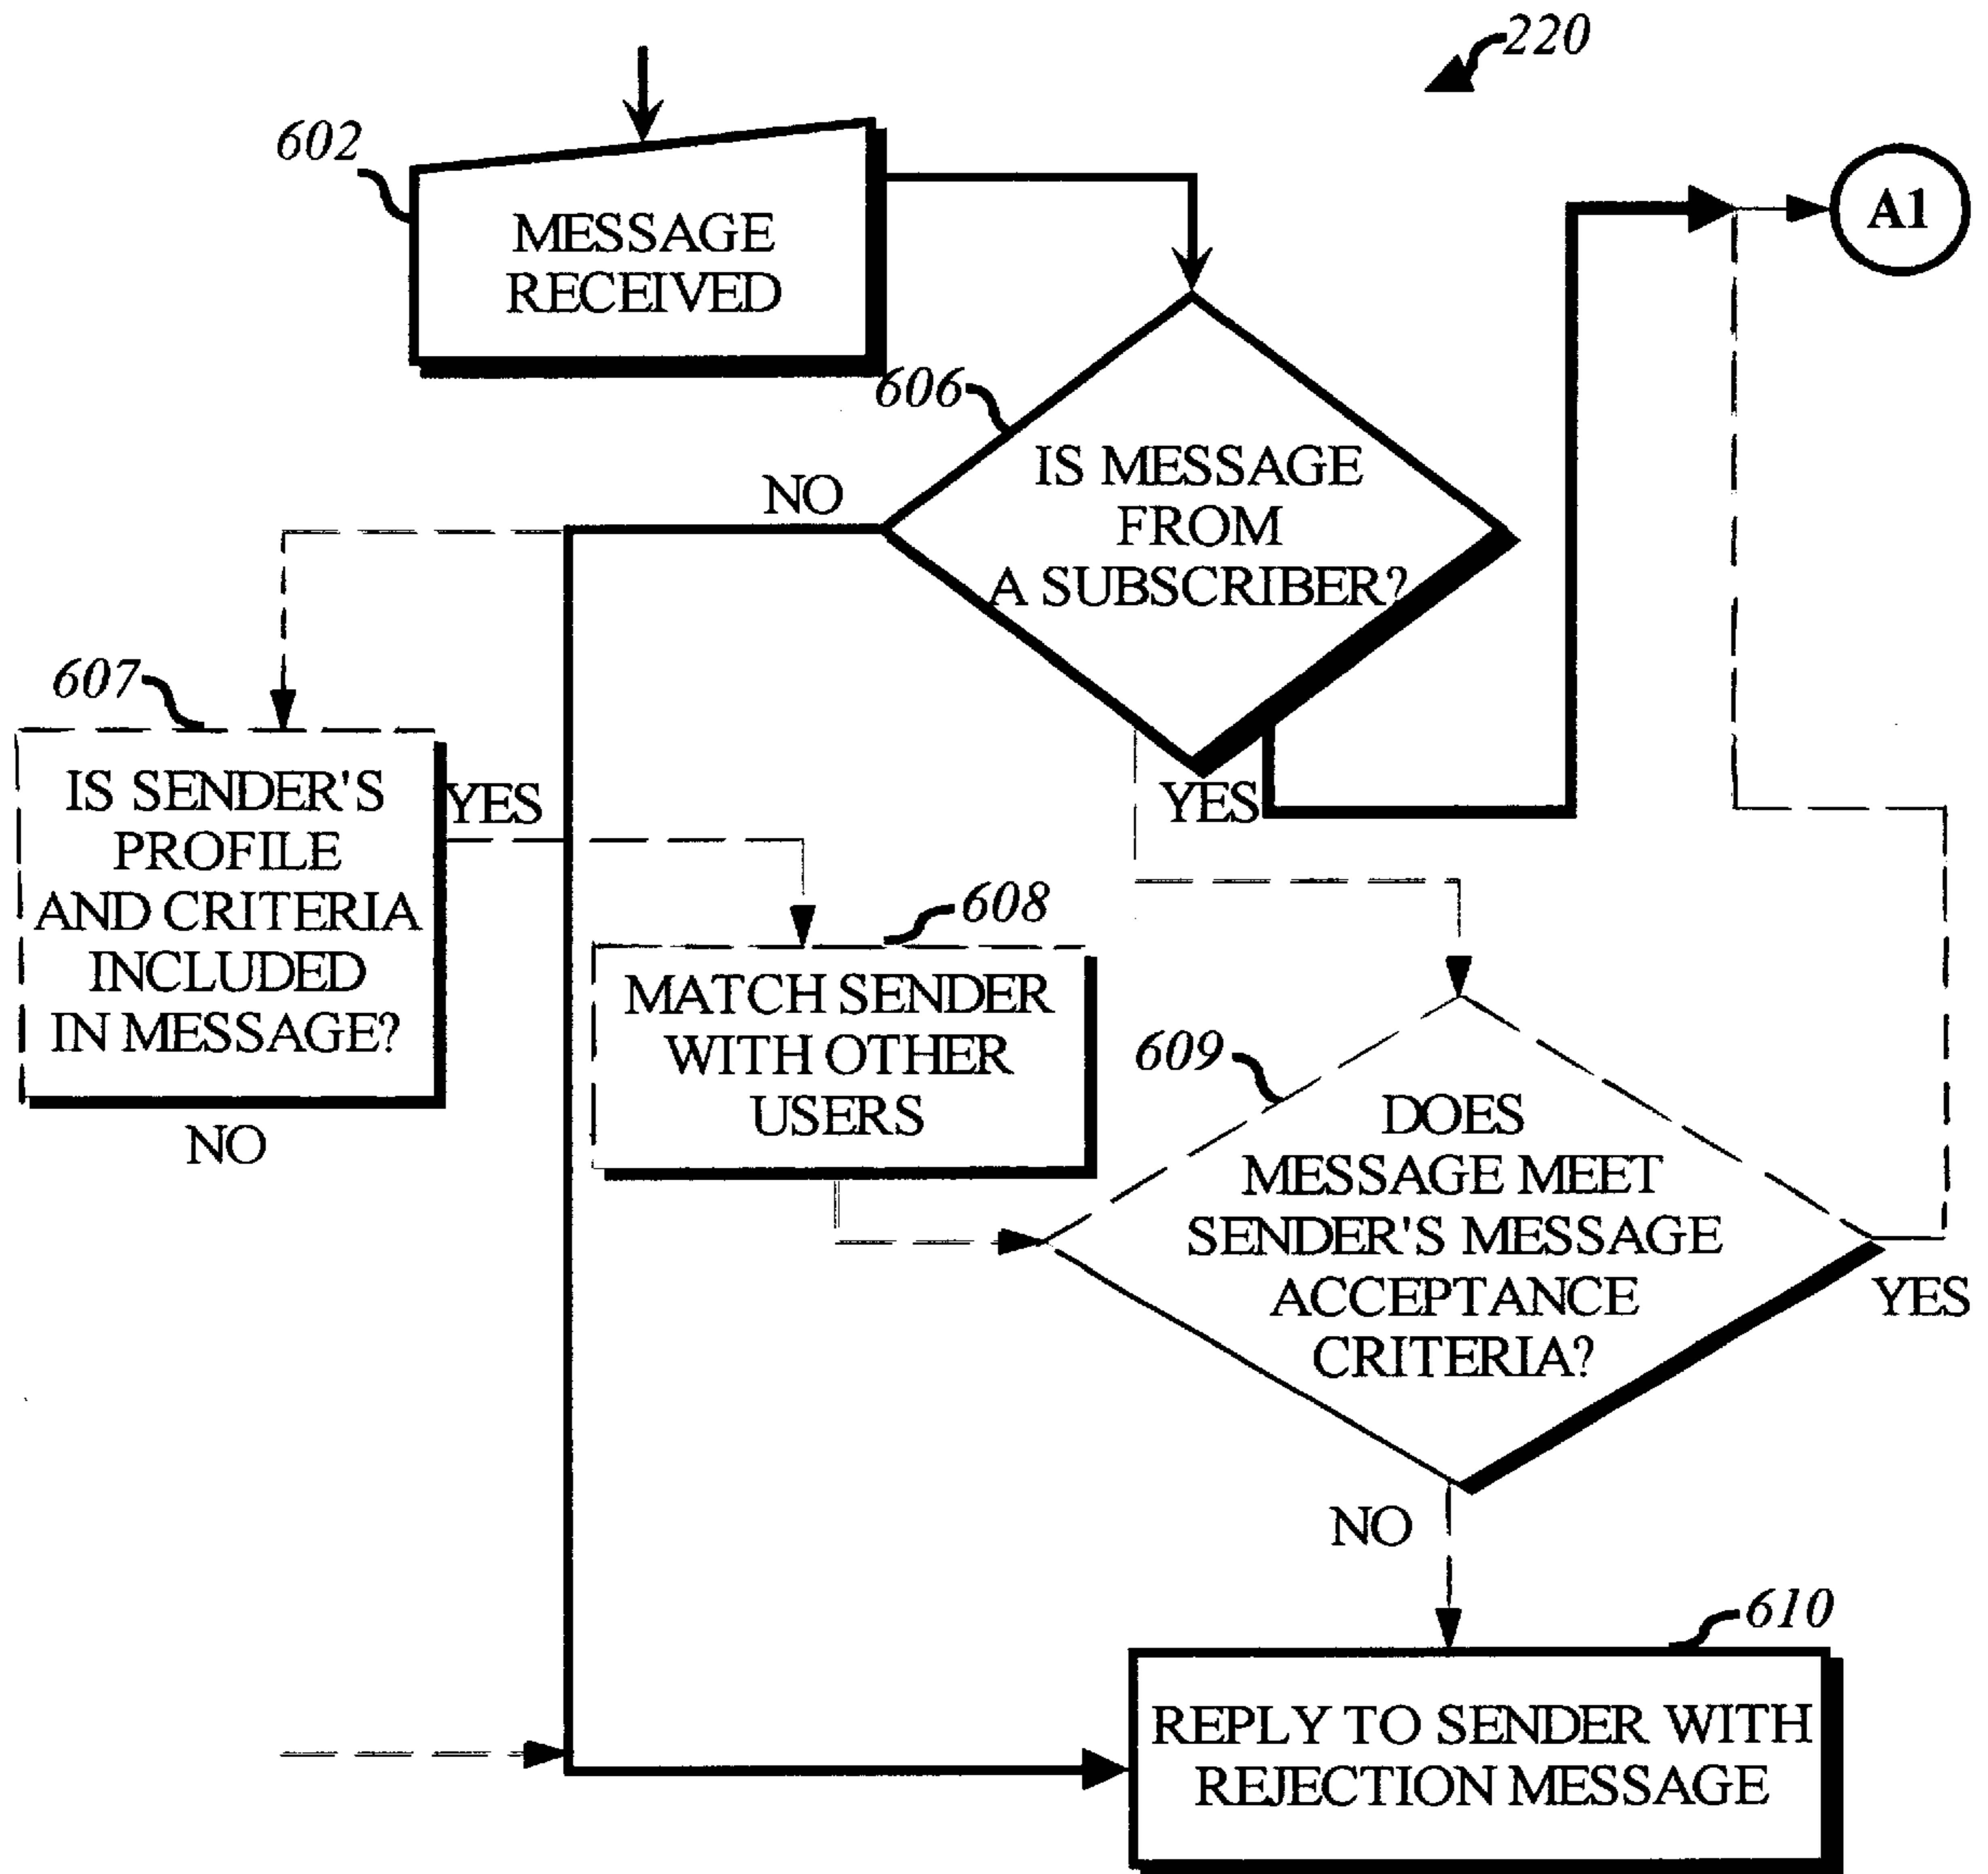 220
602
A1
MESSAGE
RECEIVED
606
IS MESSAGE
FROM
A SUBSCRIBER?
NO
607
IS SENDER'S
PROFILE
AND CRITERIA
INCLUDED
IN MESSAGE?
YES
YES
NO
608
MATCH SENDER
WITH OTHER
USERS
609
DOES
MESSAGE MEET
SENDER'S MESSAGE
ACCEPTANCE
CRITERIA?
YES
NO
610
REPLY TO SENDER WITH
REJECTION MESSAGE